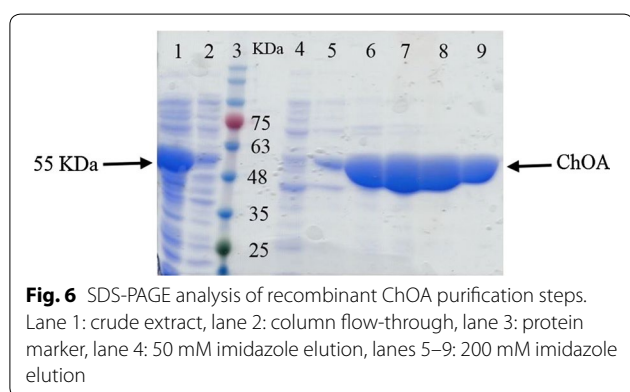 1 2 3 KDa 4 5 6 7 8 9
75
63
55 KDa
ChOA
48
35
25
Fig. 6 SDS-PAGE analysis of recombinant ChOA purification steps.
Lane 1: crude extract, lane 2: column flow-through, lane 3: protein
marker, lane 4: 50 mM imidazole elution, lanes 5–9: 200 mM imidazole
elution